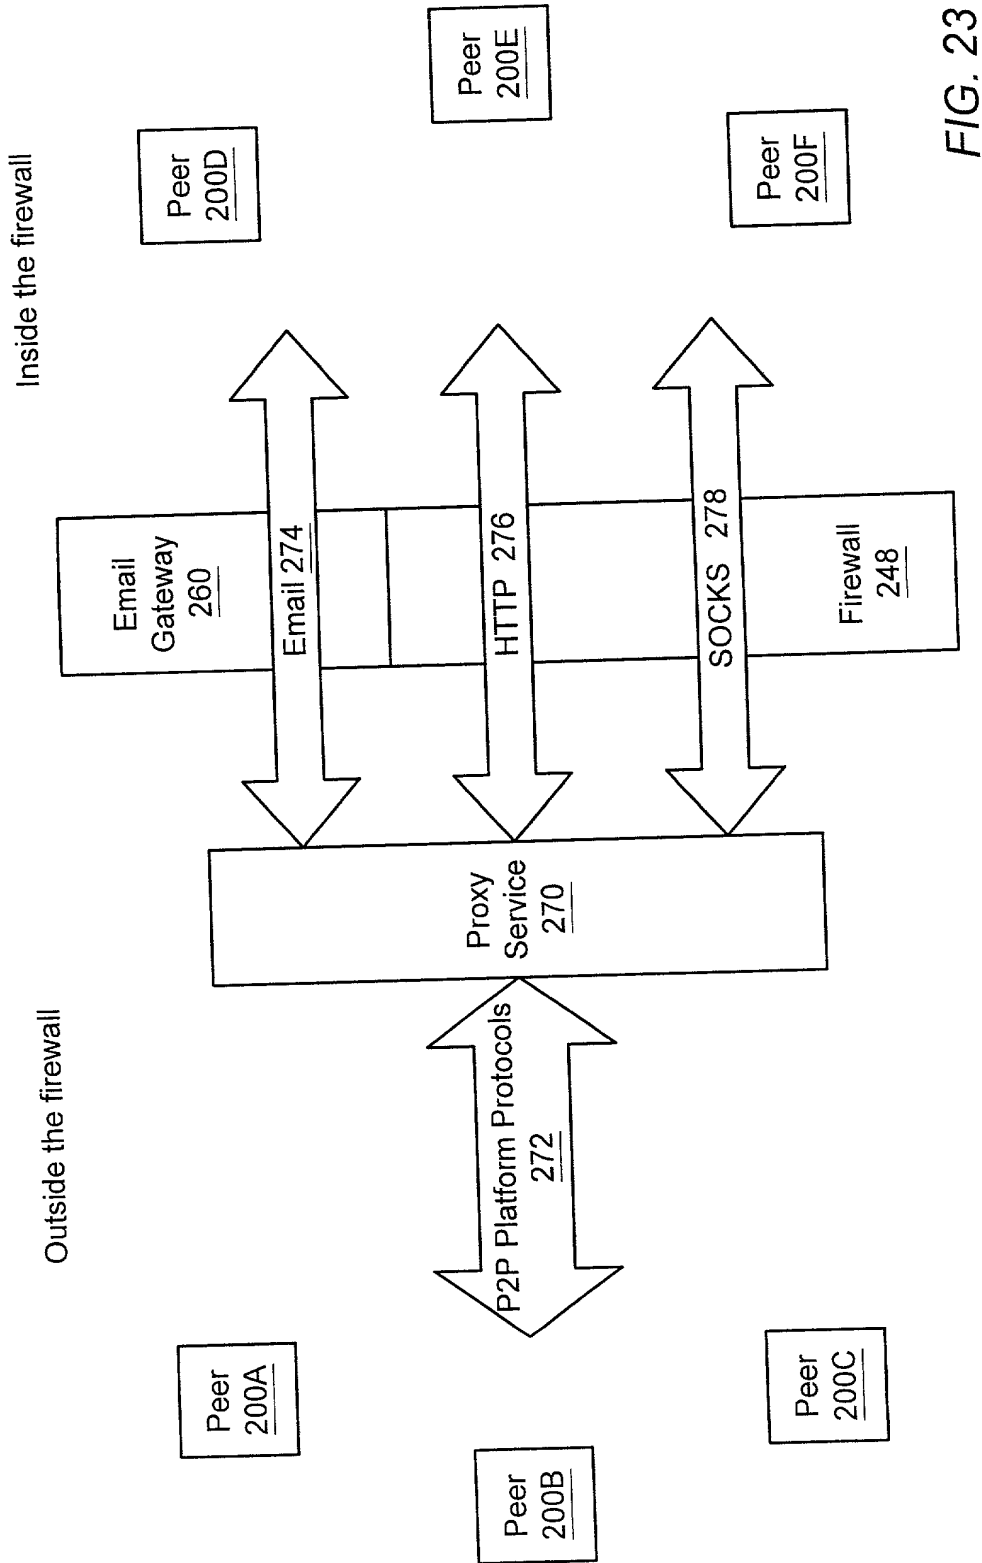 Outside the firewall
Inside the firewall
Peer
200A
Peer
200B
Peer
200C
P2P Platform Protocols
272
Proxy
Service
270
Email
Gateway
260
Email 274
HTTP 276
SOCKS 278
Firewall
248
Peer
200D
Peer
200E
Peer
200F
FIG. 23